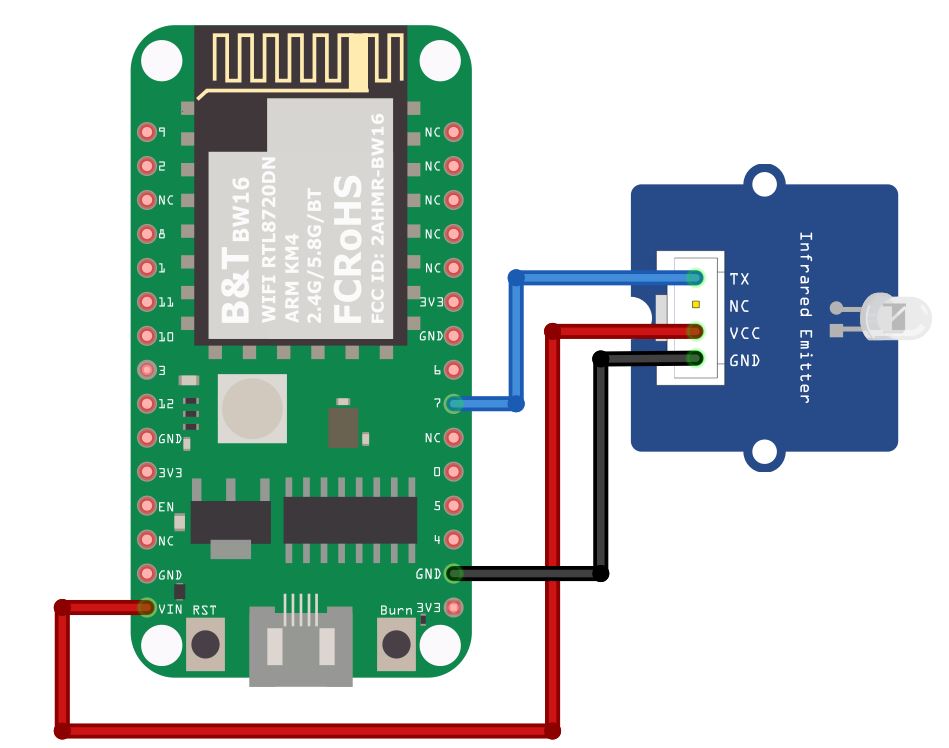 9
2
NC
8
1
11
10
3
12
GND
3V3
EN
NC
GND
VIN
RST
B&T BW16
WIFI RTL8720DN
ARM KM4
2.4G/5.8G/BT
FCRoHS
FCC ID: 2AHMR-BW16
NC
NC
NC
NC
NC
3V3
GND
6
7
NC
0
5
4
GND
3V3
Burn
TX
NC
VCC
GND
Infrared Emitter